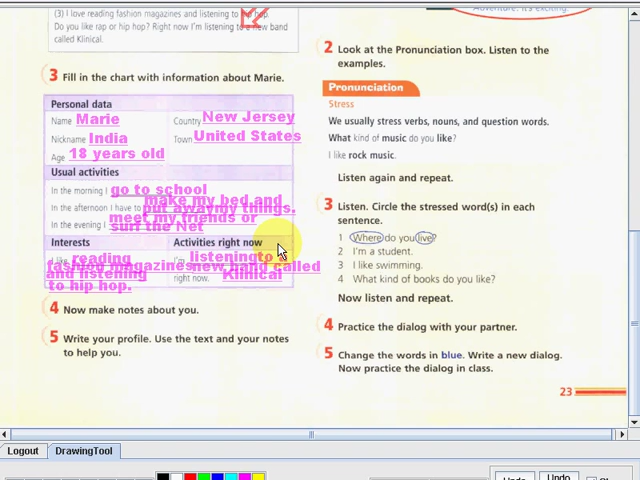 (3) I love reading fashion magazines and listening to hip hop.
Do you like rap or hip hop? Right now I'm listening to a new band
called Klinical.
Adventure. It's exciting.
3 Fill in the chart with information about Marie.
Personal data
Name Marie
Country New Jersey
Nickname India
Town United States
Age 18 years old
Usual activities
In the morning I go to school
In the afternoon I have to make my bed and
put away my things.
In the evening I meet my friends or
surf the Net
Interests
Activities right now
I like reading
fashion magazines
and listening
to hip hop.
I'm listening to
new band called
Klinical
right now.
4 Now make notes about you.
5 Write your profile. Use the text and your notes
to help you.
2 Look at the Pronunciation box. Listen to the
examples.
Pronunciation
Stress
We usually stress verbs, nouns, and question words.
What kind of music do you like?
I like rock music.
Listen again and repeat.
3 Listen. Circle the stressed word(s) in each
sentence.
1 Where do you live?
2 I'm a student.
3 I like swimming.
4 What kind of books do you like?
Now listen and repeat.
4 Practice the dialog with your partner.
5 Change the words in blue. Write a new dialog.
Now practice the dialog in class.
23
Logout
DrawingTool
Undo
Undo